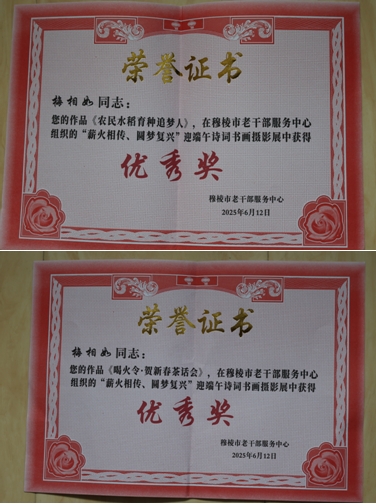 荣誉证书
梅相如同志：
您的作品《农民水稻育种追梦人》，在穆棱市老干部服务中心
组织的“薪火相传、圆梦复兴”迎端午诗词书画摄影展中获得
优秀奖
穆棱市老干部服务中心
2025年6月12日
荣誉证书
梅相如同志：
您的作品《喝火令·贺新春茶话会》，在穆棱市老干部服务中心
组织的“薪火相传、圆梦复兴”迎端午诗词书画摄影展中获得
优秀奖
穆棱市老干部服务中心
2025年6月12日